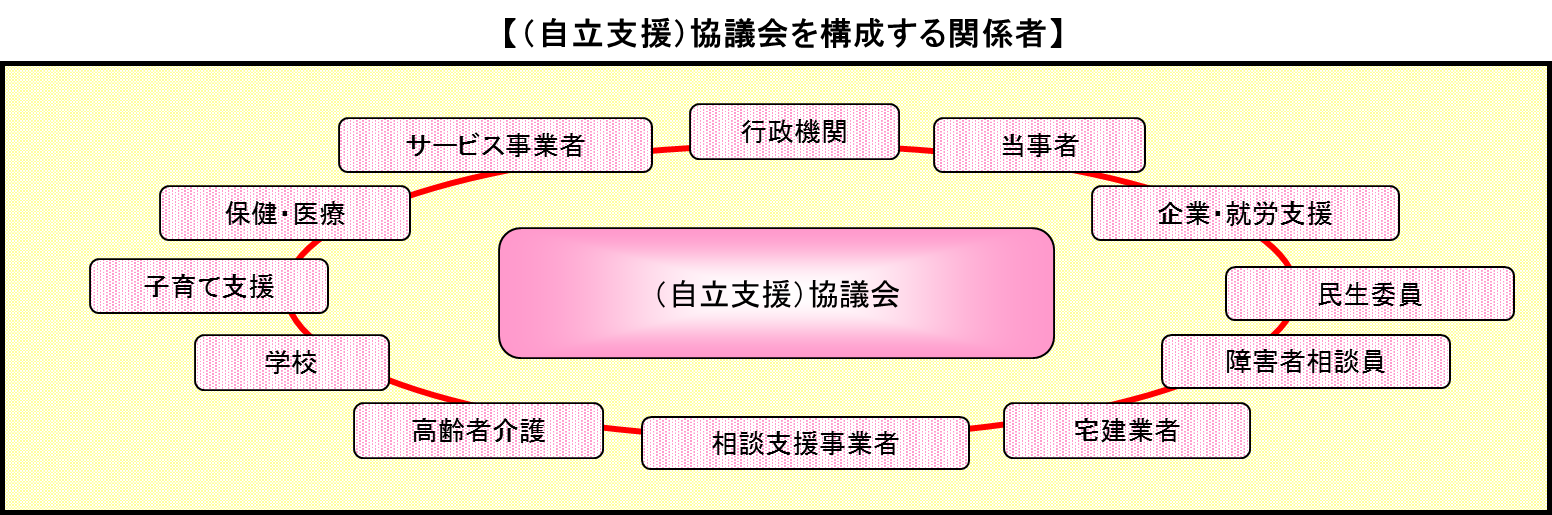 【（自立支援）協議会を構成する関係者】
行政機関
サービス事業者
当事者
保健・医療
企業・就労支援
子育て支援
（自立支援）協議会
民生委員
学校
障害者相談員
高齢者介護
相談支援事業者
宅建業者